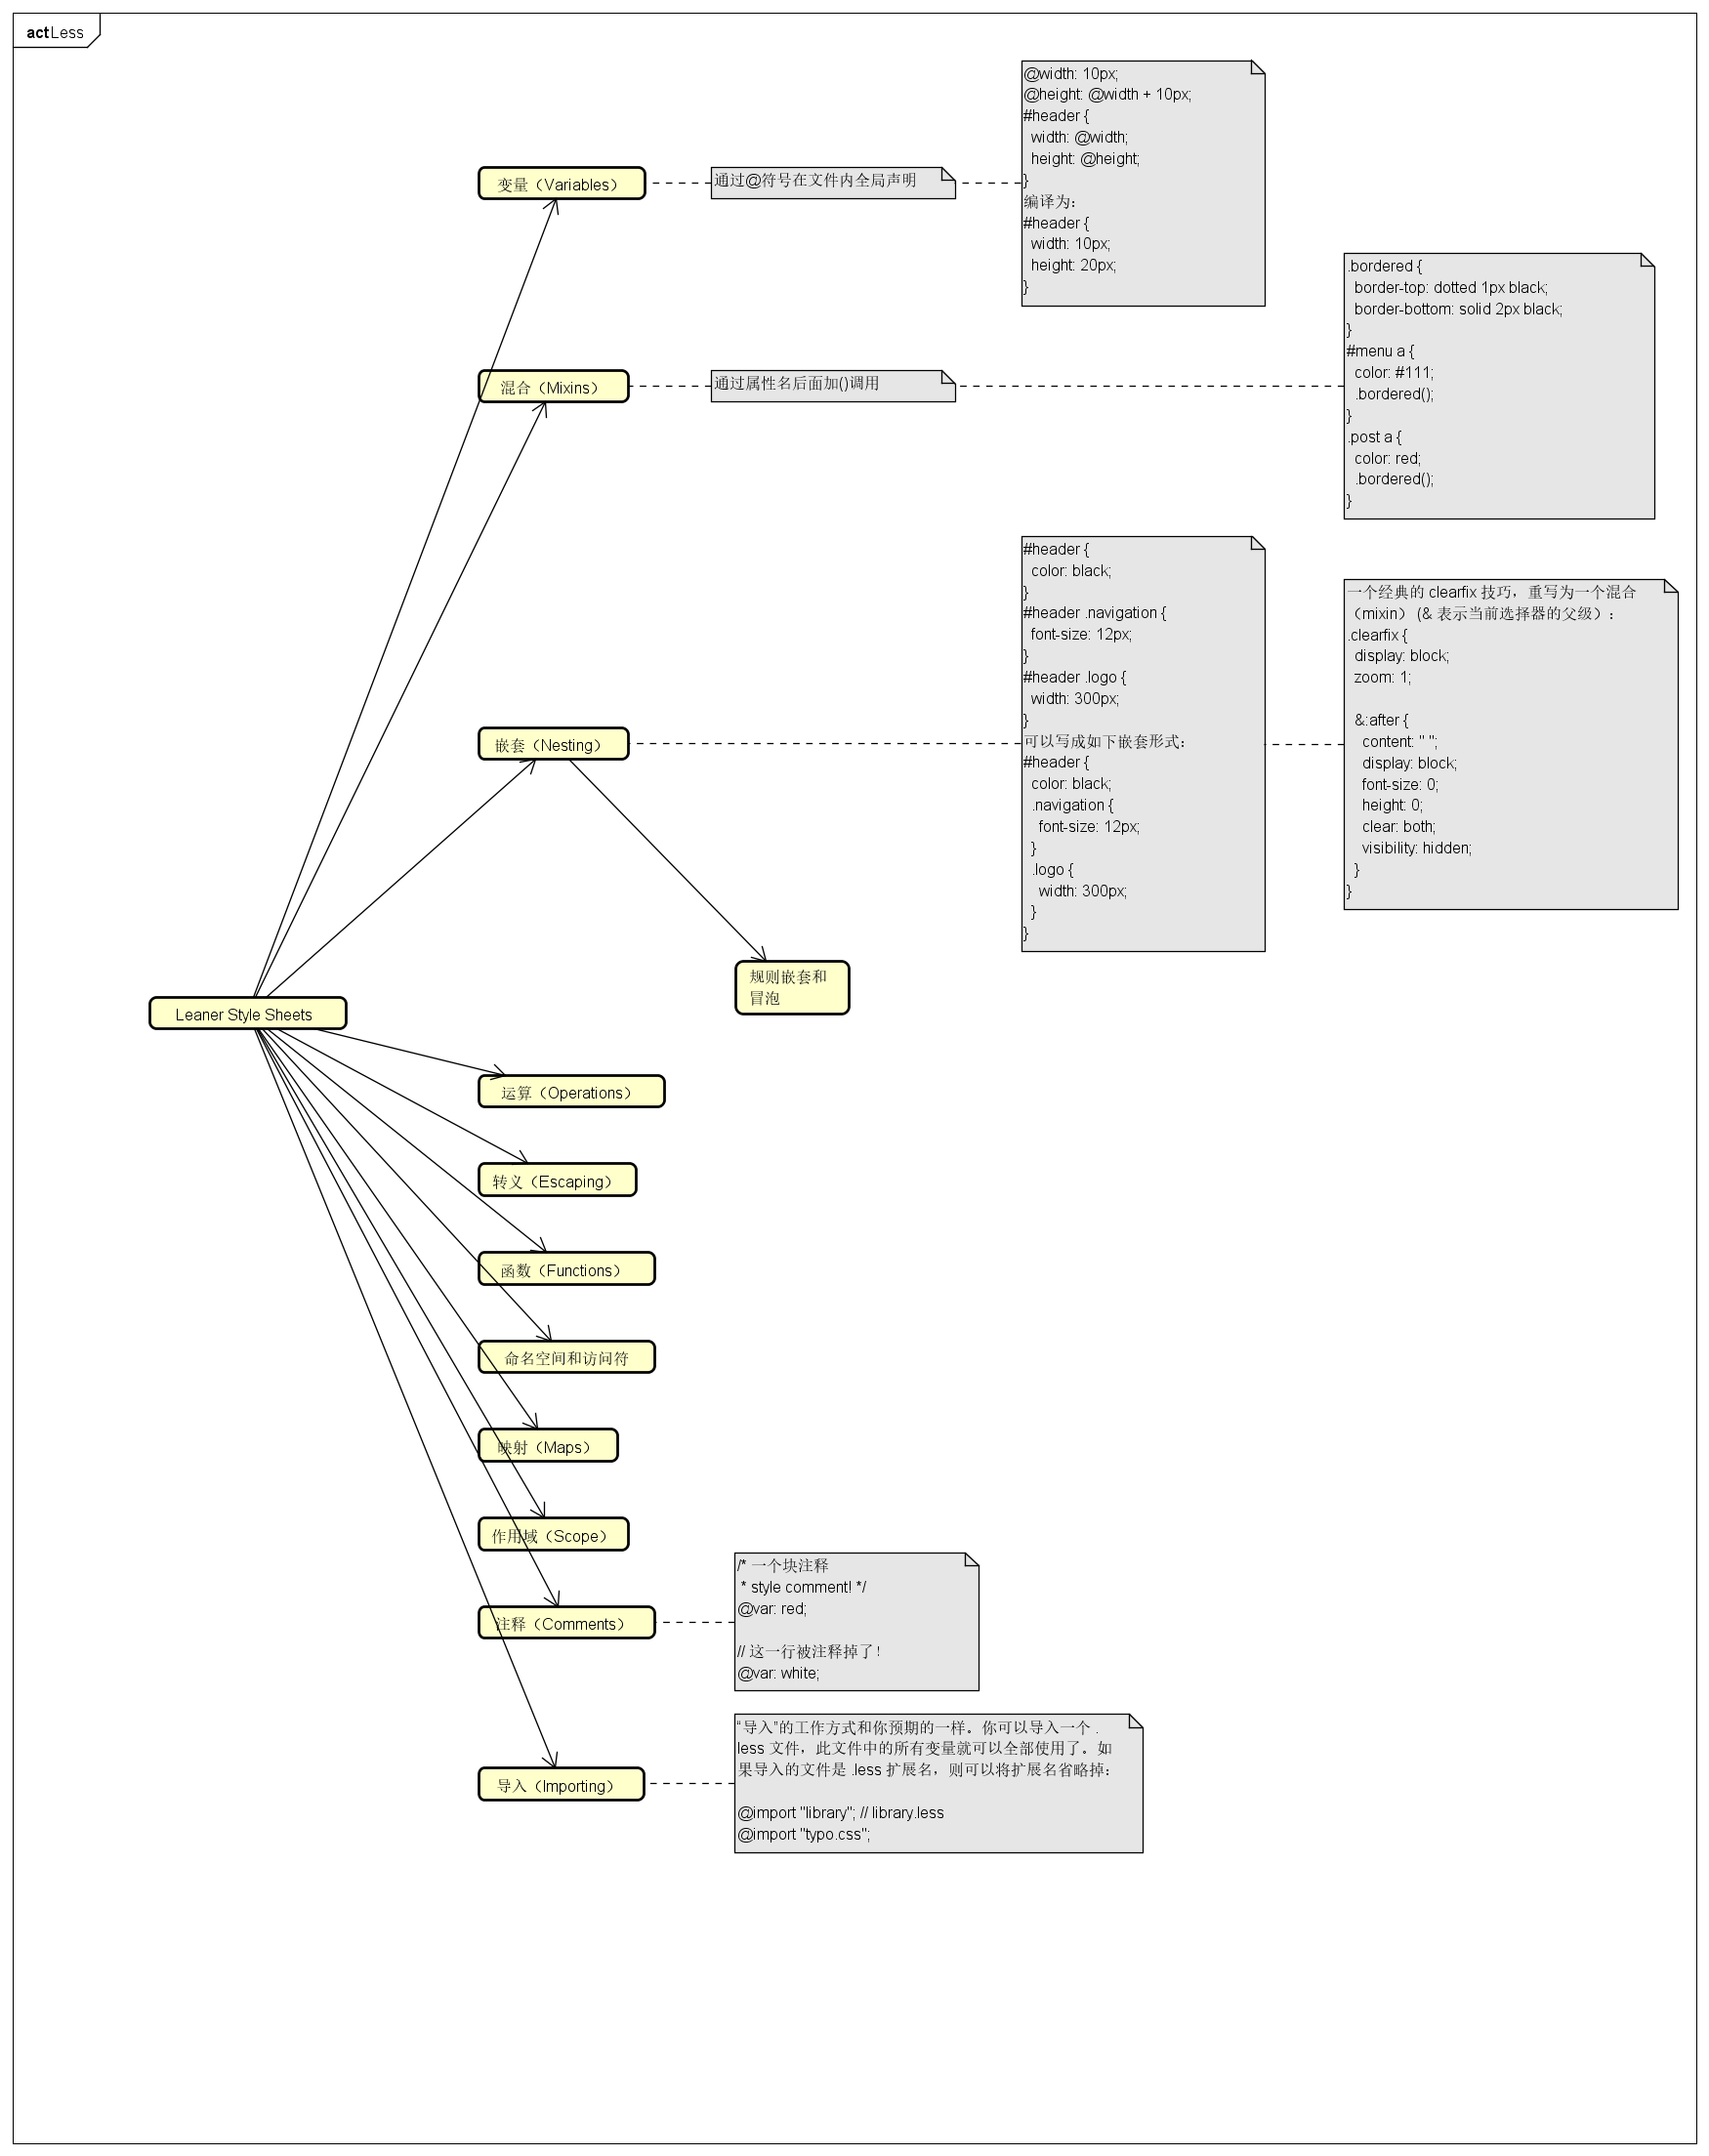 act Less
@width: 10px;
@height: @width + 10px;
#header {
  width: @width;
  height: @height;
}
编译为：
#header {
  width: 10px;
  height: 20px;
}
变量（Variables）
通过@符号在文件内全局声明
.bordered {
  border-top: dotted 1px black;
  border-bottom: solid 2px black;
}
#menu a {
  color: #111;
  .bordered();
}
.post a {
  color: red;
  .bordered();
}
混合（Mixins）
通过属性名后面加()调用
#header {
  color: black;
}
#header .navigation {
  font-size: 12px;
}
#header .logo {
  width: 300px;
}
可以写成如下嵌套形式：
#header {
  color: black;
  .navigation {
    font-size: 12px;
  }
  .logo {
    width: 300px;
  }
}
一个经典的 clearfix 技巧，重写为一个混合
（mixin） (& 表示当前选择器的父级）：
.clearfix {
  display: block;
  zoom: 1;
  &:after {
    content: " ";
    display: block;
    font-size: 0;
    height: 0;
    clear: both;
    visibility: hidden;
  }
}
嵌套（Nesting）
规则嵌套和
冒泡
Leaner Style Sheets
运算（Operations）
转义（Escaping）
函数（Functions）
命名空间和访问符
映射（Maps）
作用域（Scope）
/* 一个块注释
 * style comment! */
@var: red;
// 这一行被注释掉了！
@var: white;
注释（Comments）
“导入”的工作方式和你预期的一样。你可以导入一个 .
less 文件，此文件中的所有变量就可以全部使用了。如
果导入的文件是 .less 扩展名，则可以将扩展名省略掉：
@import "library"; // library.less
@import "typo.css";
导入（Importing）